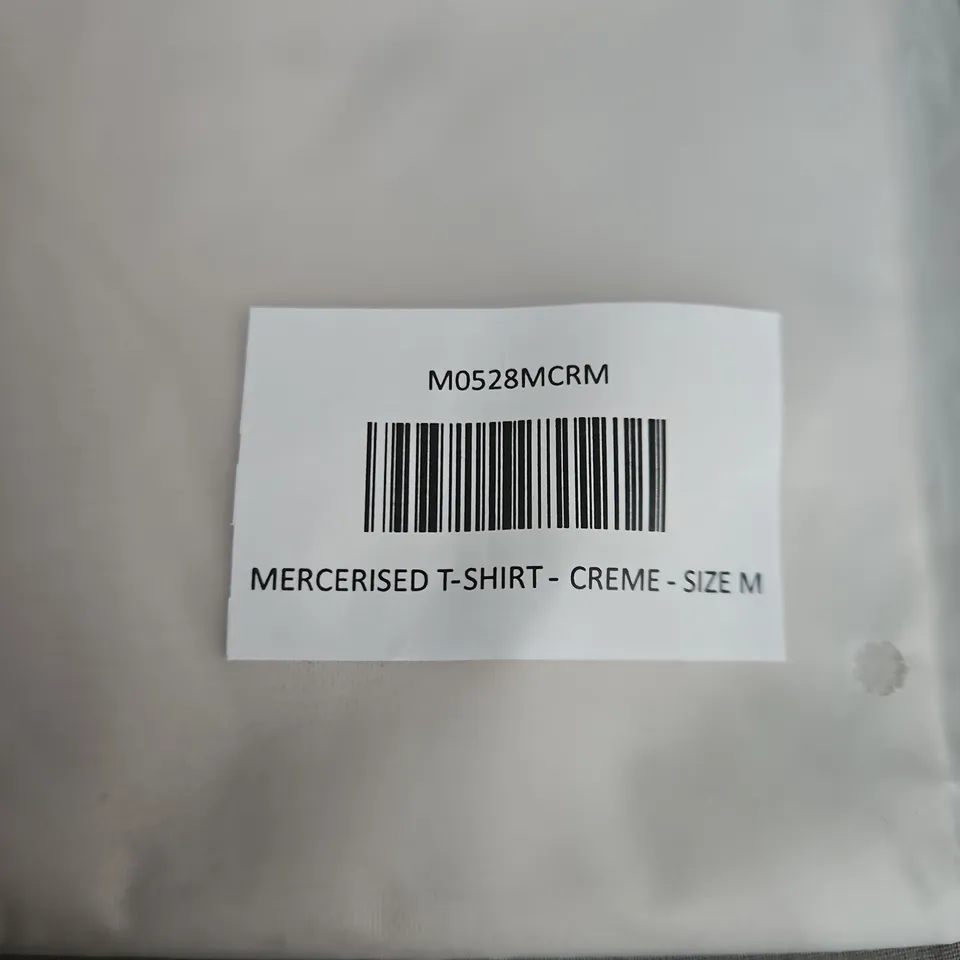 M0528MCRM
MERCERISED T-SHIRT - CREME - SIZE M